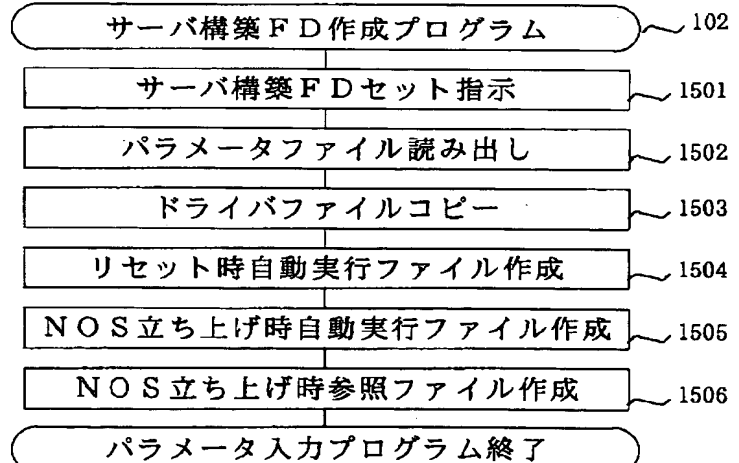 サーバ構築ＦＤ作成プログラム 102
サーバ構築ＦＤセット指示 1501
パラメータファイル読み出し 1502
ドライバファイルコピー 1503
リセット時自動実行ファイル作成 1504
ＮＯＳ立ち上げ時自動実行ファイル作成 1505
ＮＯＳ立ち上げ時参照ファイル作成 1506
パラメータ入力プログラム終了